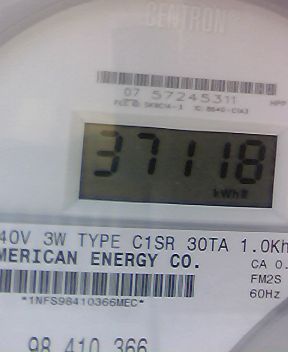 CENTRON
07 57245311
37118
kWh
40V 3W TYPE C1SR 30TA 1.0Kh
MERICAN ENERGY CO.
CA 0.
FM2S
*1NFS98410366MEC*
60Hz
98 410 366